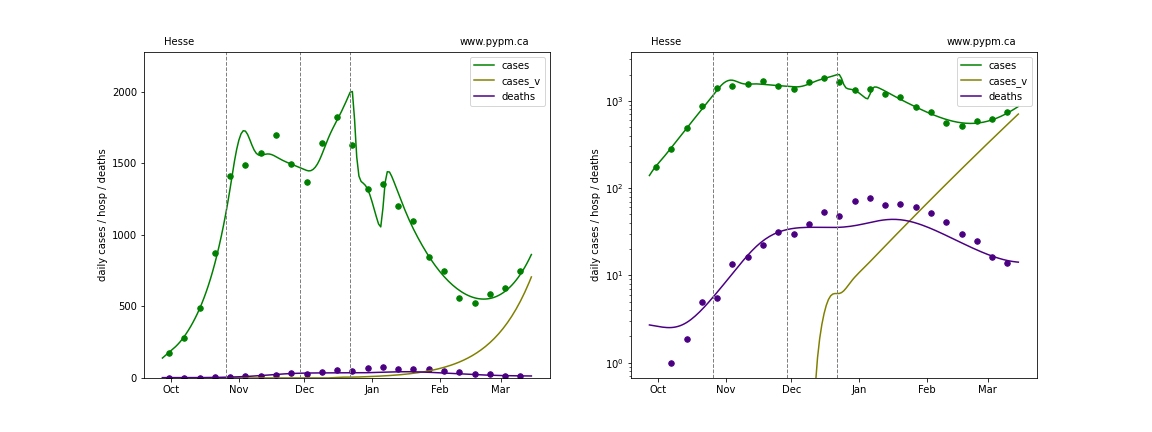 Hesse
www.pypm.ca
cases
cases_v
deaths
daily cases / hosp / deaths
2000
1500
1000
500
0
Oct
Nov
Dec
Jan
Feb
Mar
Hesse
www.pypm.ca
cases
cases_v
deaths
daily cases / hosp / deaths
10³
10²
10¹
10⁰
Oct
Nov
Dec
Jan
Feb
Mar